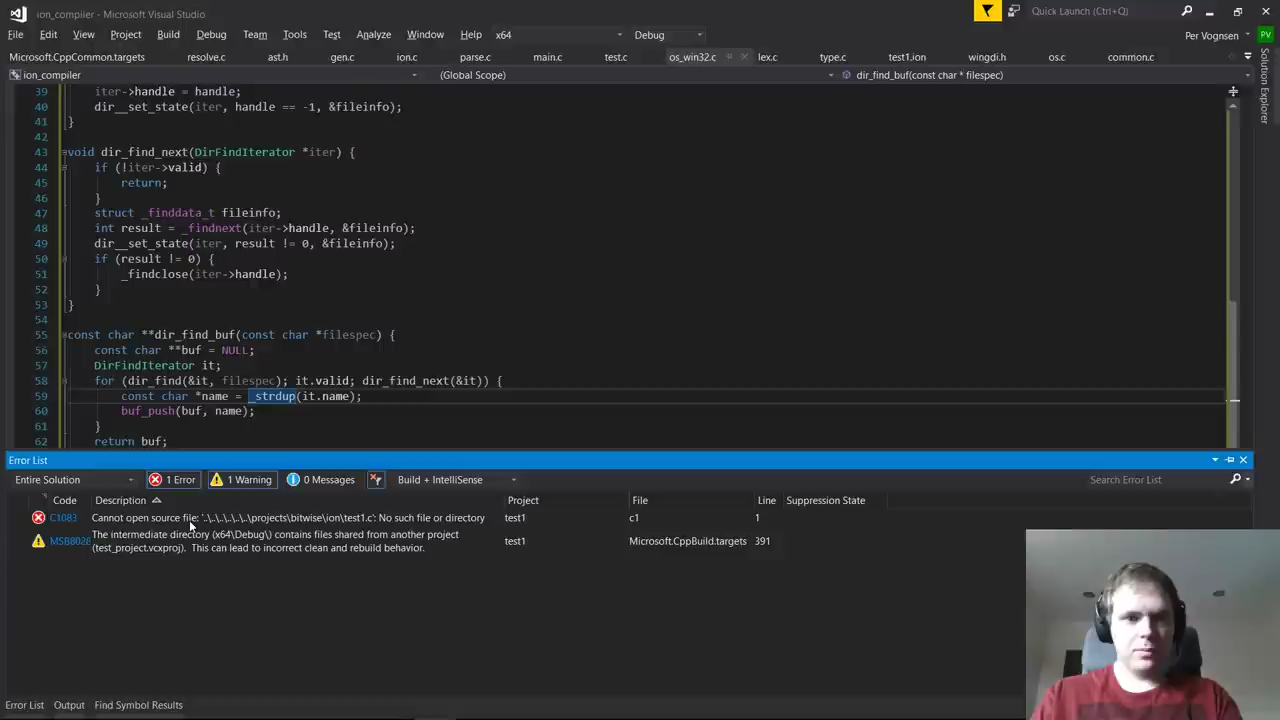 ion_compiler - Microsoft Visual Studio
Quick Launch (Ctrl+Q)
File Edit View Project Build Debug Team Tools Test Analyze Window Help x64 Debug Per Vognsen PV
Microsoft.CppCommon.targets resolve.c ast.h gen.c ion.c parse.c main.c test.c os_win32.c lex.c type.c test1.ion wingdi.h os.c common.c
ion_compiler (Global Scope) dir_find_buf(const char * filespec)
Solution Explorer
39 iter->handle = handle;
40 dir__set_state(iter, handle == -1, &fileinfo);
41 }
42
43 void dir_find_next(DirFindIterator *iter) {
44 if (!iter->valid) {
45 return;
46 }
47 struct _finddata_t fileinfo;
48 int result = _findnext(iter->handle, &fileinfo);
49 dir__set_state(iter, result != 0, &fileinfo);
50 if (result != 0) {
51 _findclose(iter->handle);
52 }
53 }
54
55 const char **dir_find_buf(const char *filespec) {
56 const char **buf = NULL;
57 DirFindIterator it;
58 for (dir_find(&it, filespec); it.valid; dir_find_next(&it)) {
59 const char *name = _strdup(it.name);
60 buf_push(buf, name);
61 }
62 return buf;
Error List
Entire Solution 1 Error 1 Warning 0 Messages Build + IntelliSense Search Error List
Code Description Project File Line Suppression State
C1083 Cannot open source file: '..\..\..\..\..\..\projects\bitwise\ion\test1.c': No such file or directory test1 c1 1
The intermediate directory (x64\Debug\) contains files shared from another project
MSB8028 test1 Microsoft.CppBuild.targets 391
(test_project.vcxproj). This can lead to incorrect clean and rebuild behavior.
Error List Output Find Symbol Results